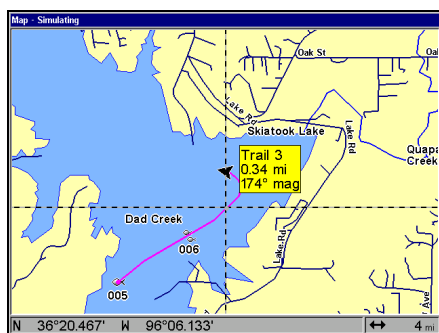 Map - Simulating
Oak St
Lake Rd
Skiatook Lake
Lake Rd
Trail 3
0.34 mi
174° mag
Quapa
Creek
Dad Creek
006
Lake Rd
005
Ave
N 36°20.467' W 96°06.133' 4 mi